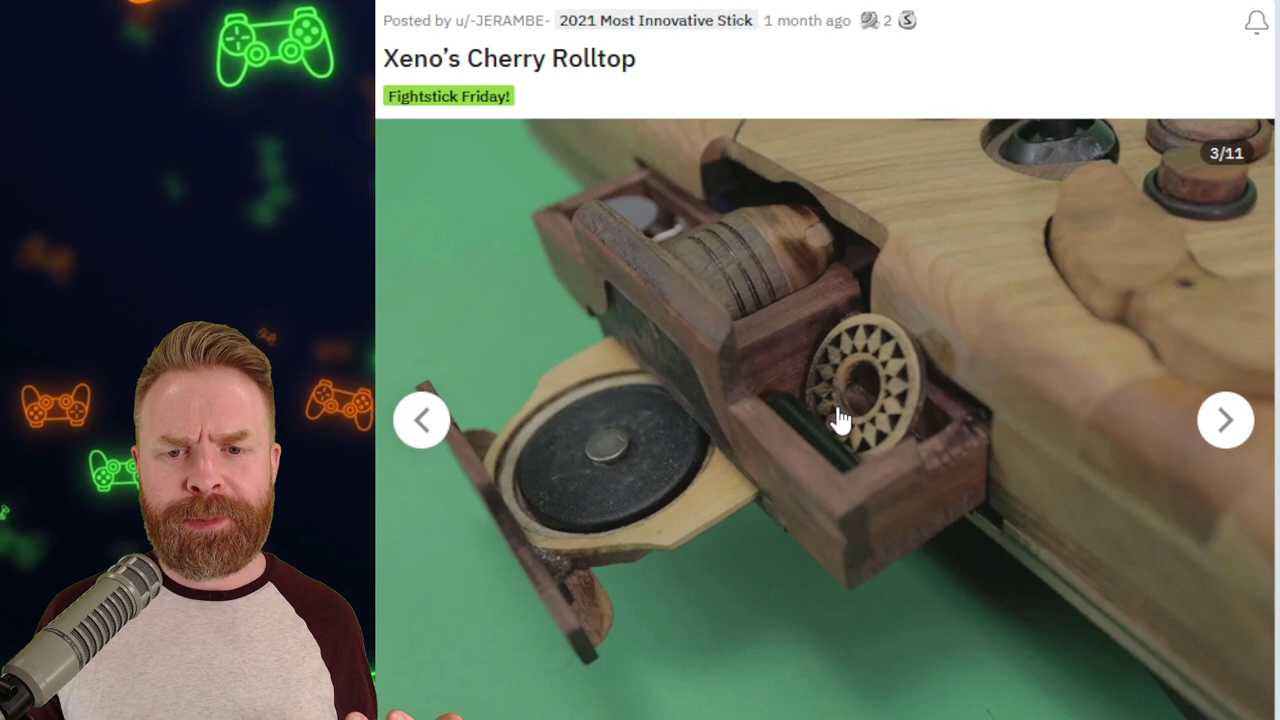 Posted by u/-JERAMBE- 2021 Most Innovative Stick 1 month ago 2
Xeno’s Cherry Rolltop
Fightstick Friday!
3/11